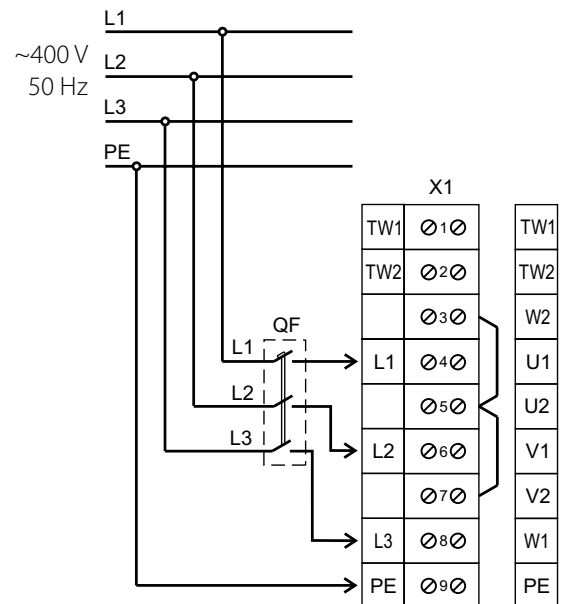 L1
~400 V
L2
50 Hz
L3
PE
X1
TW1 1 TW1
TW2 2 TW2
3 W2
QF
L1
L1 4 U1
L2
5 U2
L3
L2 6 V1
7 V2
L3 8 W1
PE 9 PE